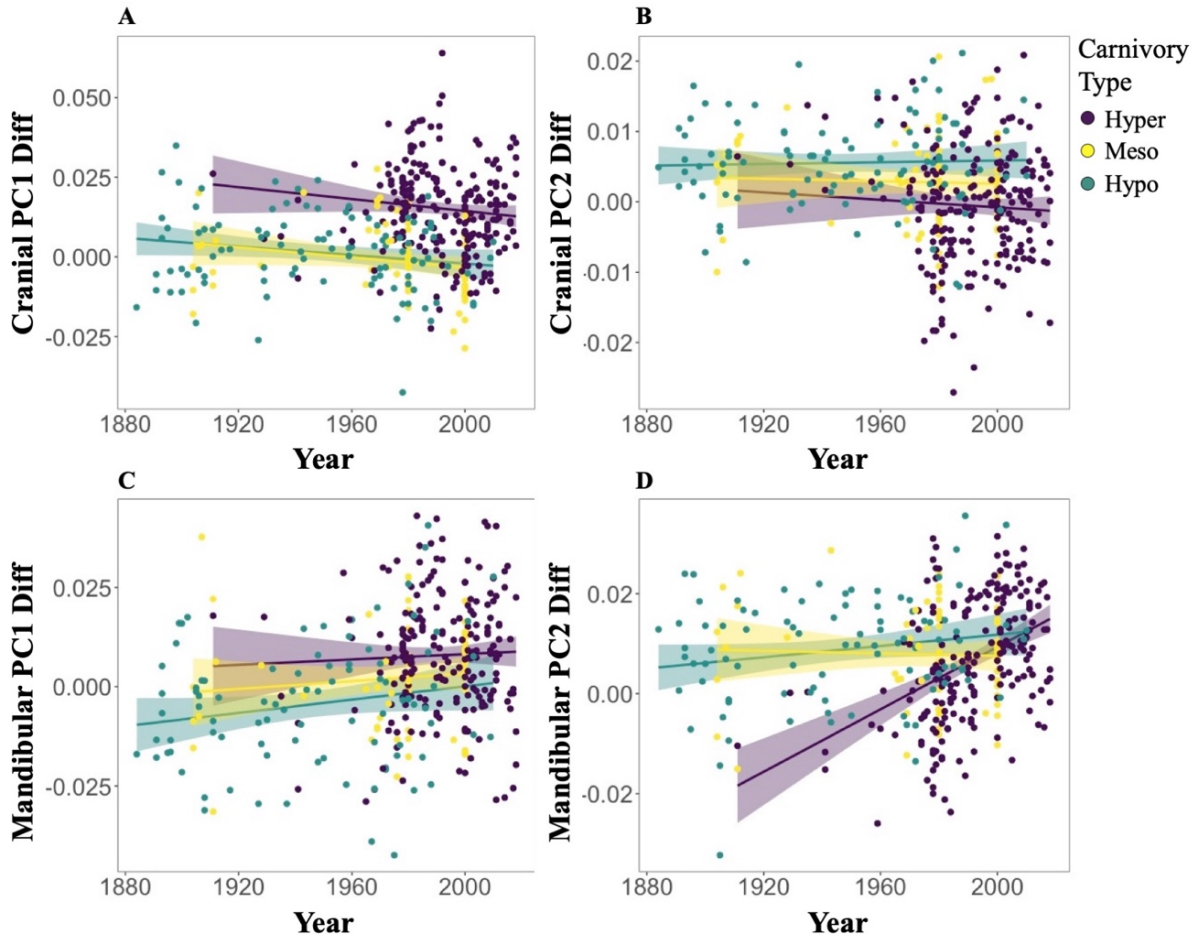 A
B
Carnivory
Type
Hyper
Meso
Hypo
Cranial PC1 Diff
0.050
0.025
0.000
-0.025
1880
1920
1960
2000
Year
Cranial PC2 Diff
0.02
0.01
0.00
-0.01
-0.02
1880
1920
1960
2000
Year
C
D
Mandibular PC1 Diff
0.025
0.000
-0.025
1880
1920
1960
2000
Year
Mandibular PC2 Diff
0.02
0.00
-0.02
1880
1920
1960
2000
Year